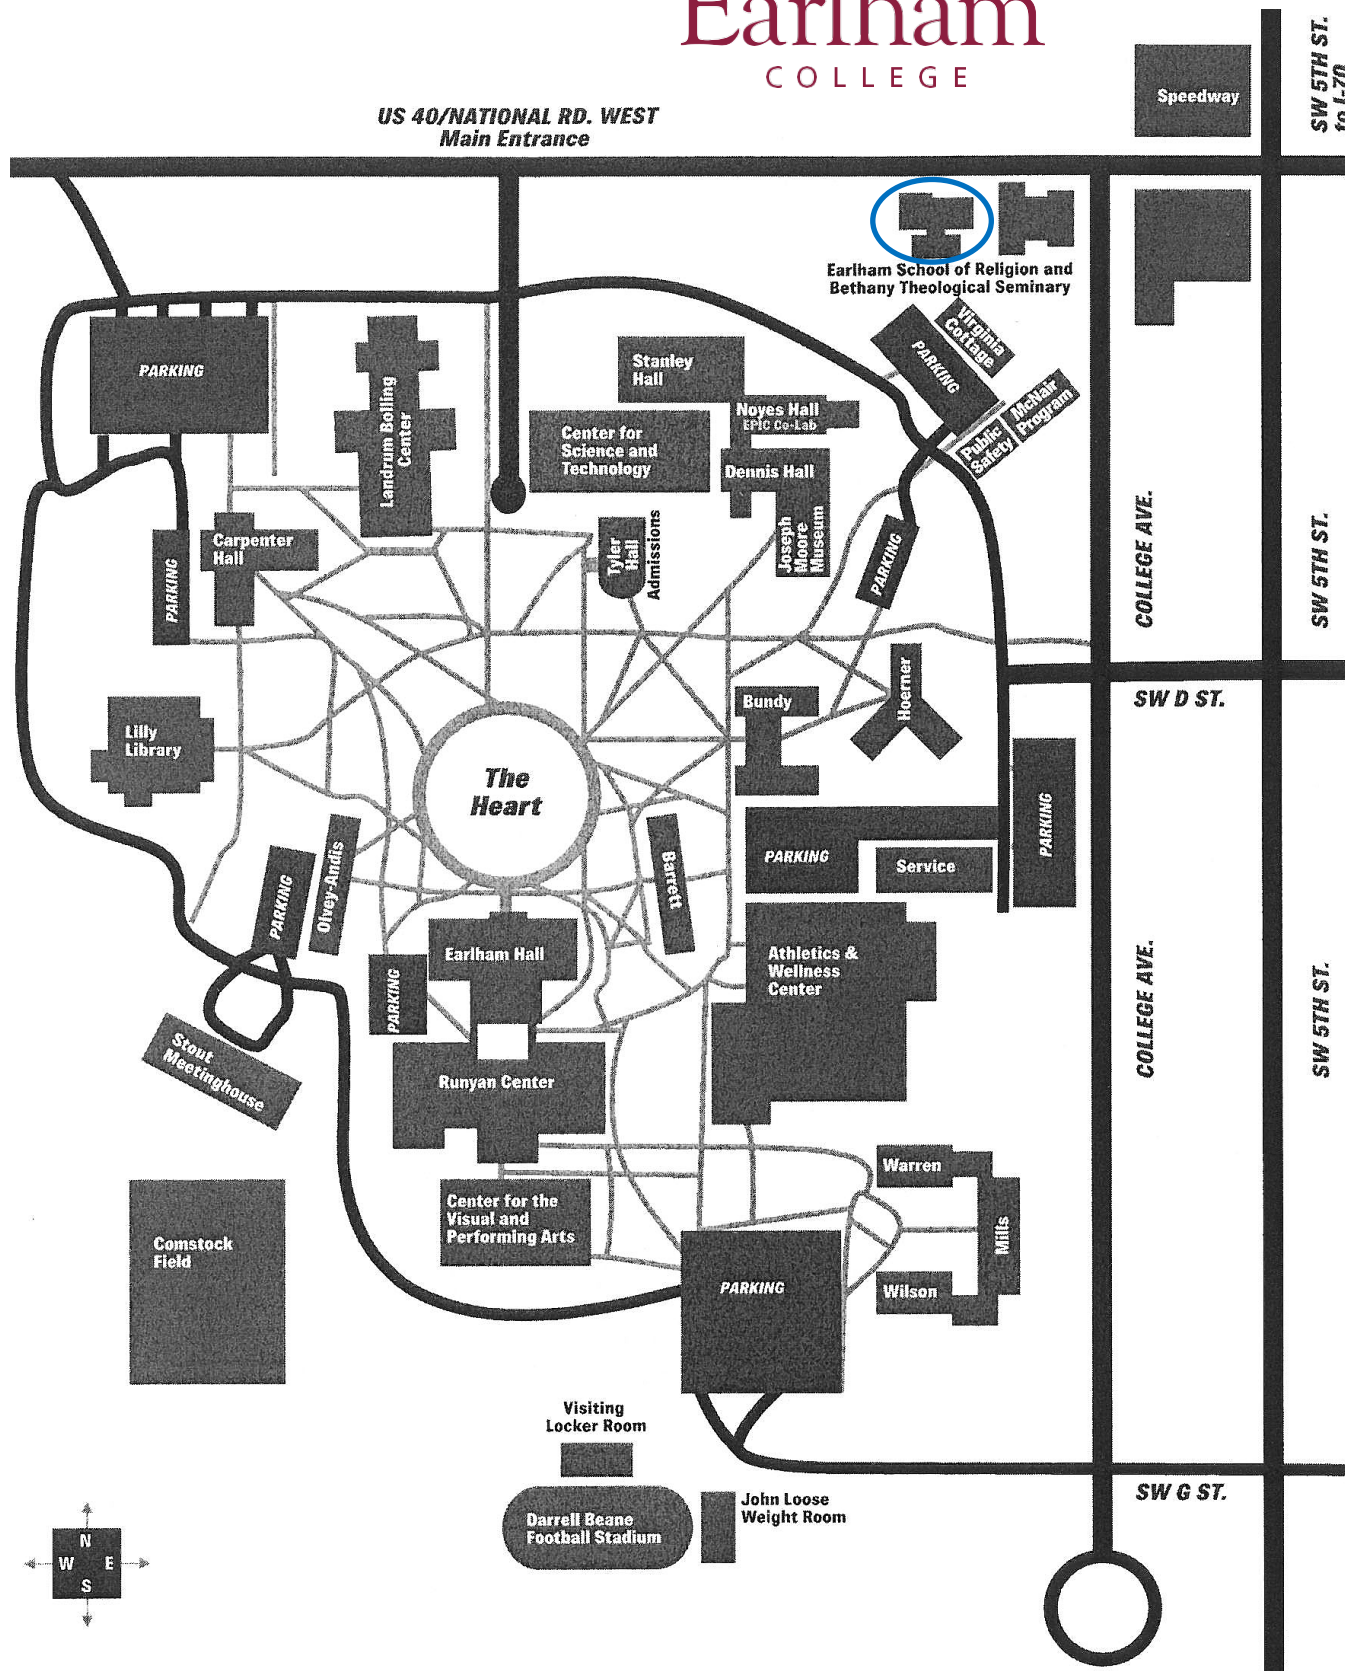 Earlham
COLLEGE
SW 5TH ST.
to I-70
Speedway
US 40/NATIONAL RD. WEST
Main Entrance
Earlham School of Religion and
Bethany Theological Seminary
Virginia
Cottage
PARKING
PARKING
Stanley
Hall
McNair
Program
Noyes Hall
EPIC Co-Lab
Public
Safety
Landrum Bolling
Center
Center for
Science and
Technology
Dennis Hall
Joseph
Moore
Museum
Tyler
Hall
Admissions
Carpenter
Hall
PARKING
PARKING
COLLEGE AVE.
SW 5TH ST.
SW D ST.
Hoerner
Bundy
Lilly
Library
The
Heart
PARKING
PARKING
Service
Barrett
Olvey-Andis
PARKING
Earlham Hall
Athletics &
Wellness
Center
PARKING
COLLEGE AVE.
SW 5TH ST.
Stout
Meetinghouse
Runyan Center
Warren
Mills
Wilson
Center for the
Visual and
Performing Arts
Comstock
Field
PARKING
Visiting
Locker Room
SW G ST.
John Loose
Weight Room
Darrell Beane
Football Stadium
N
W E
S